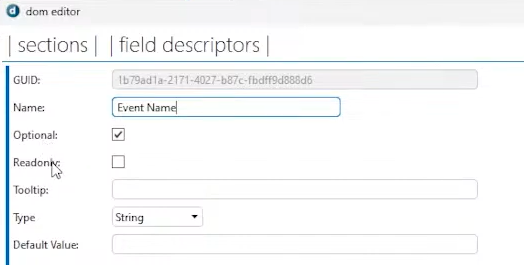 dom editor
| sections | | field descriptors |
GUID: 1b79ad1a-2171-4027-b87c-fbdff9d888d6
Name: Event Name
Optional:
Readonly:
Tooltip:
Type String
Default Value: